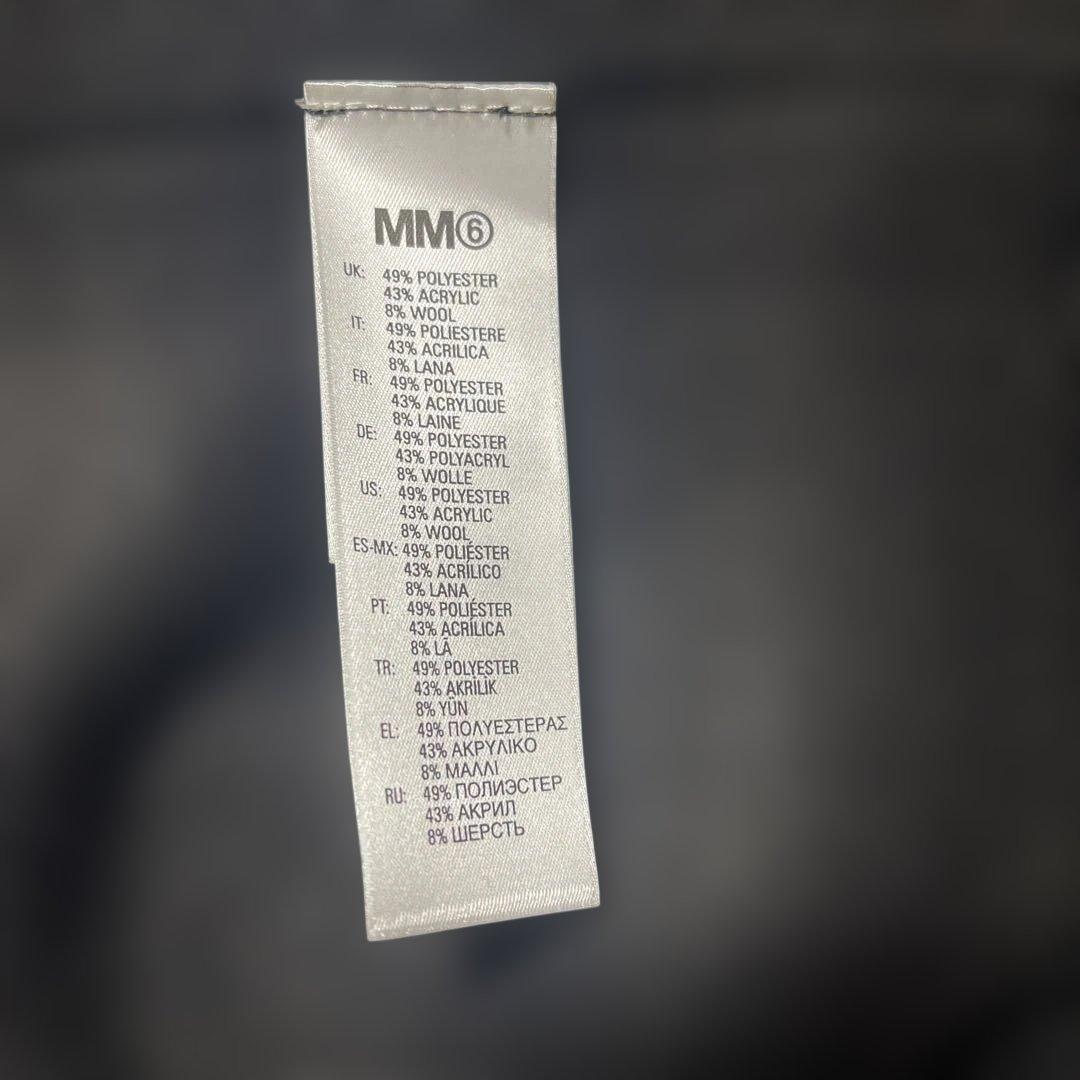 MM⑥
UK: 49% POLYESTER
43% ACRYLIC
8% WOOL
IT: 49% POLIESTERE
43% ACRILICA
8% LANA
FR: 49% POLYESTER
43% ACRYLIQUE
8% LAINE
DE: 49% POLYESTER
43% POLYACRYL
8% WOLLE
US: 49% POLYESTER
43% ACRYLIC
8% WOOL
ES-MX: 49% POLIÉSTER
43% ACRÍLICO
8% LANA
PT: 49% POLIÉSTER
43% ACRÍLICA
8% LÃ
TR: 49% POLYESTER
43% AKRİLİK
8% YÜN
EL: 49% ΠΟΛΥΕΣΤΕΡΑΣ
43% ΑΚΡΥΛΙΚΟ
8% ΜΑΛΛΙ
RU: 49% ПОЛИЭСТЕР
43% АКРИЛ
8% ШЕРСТЬ